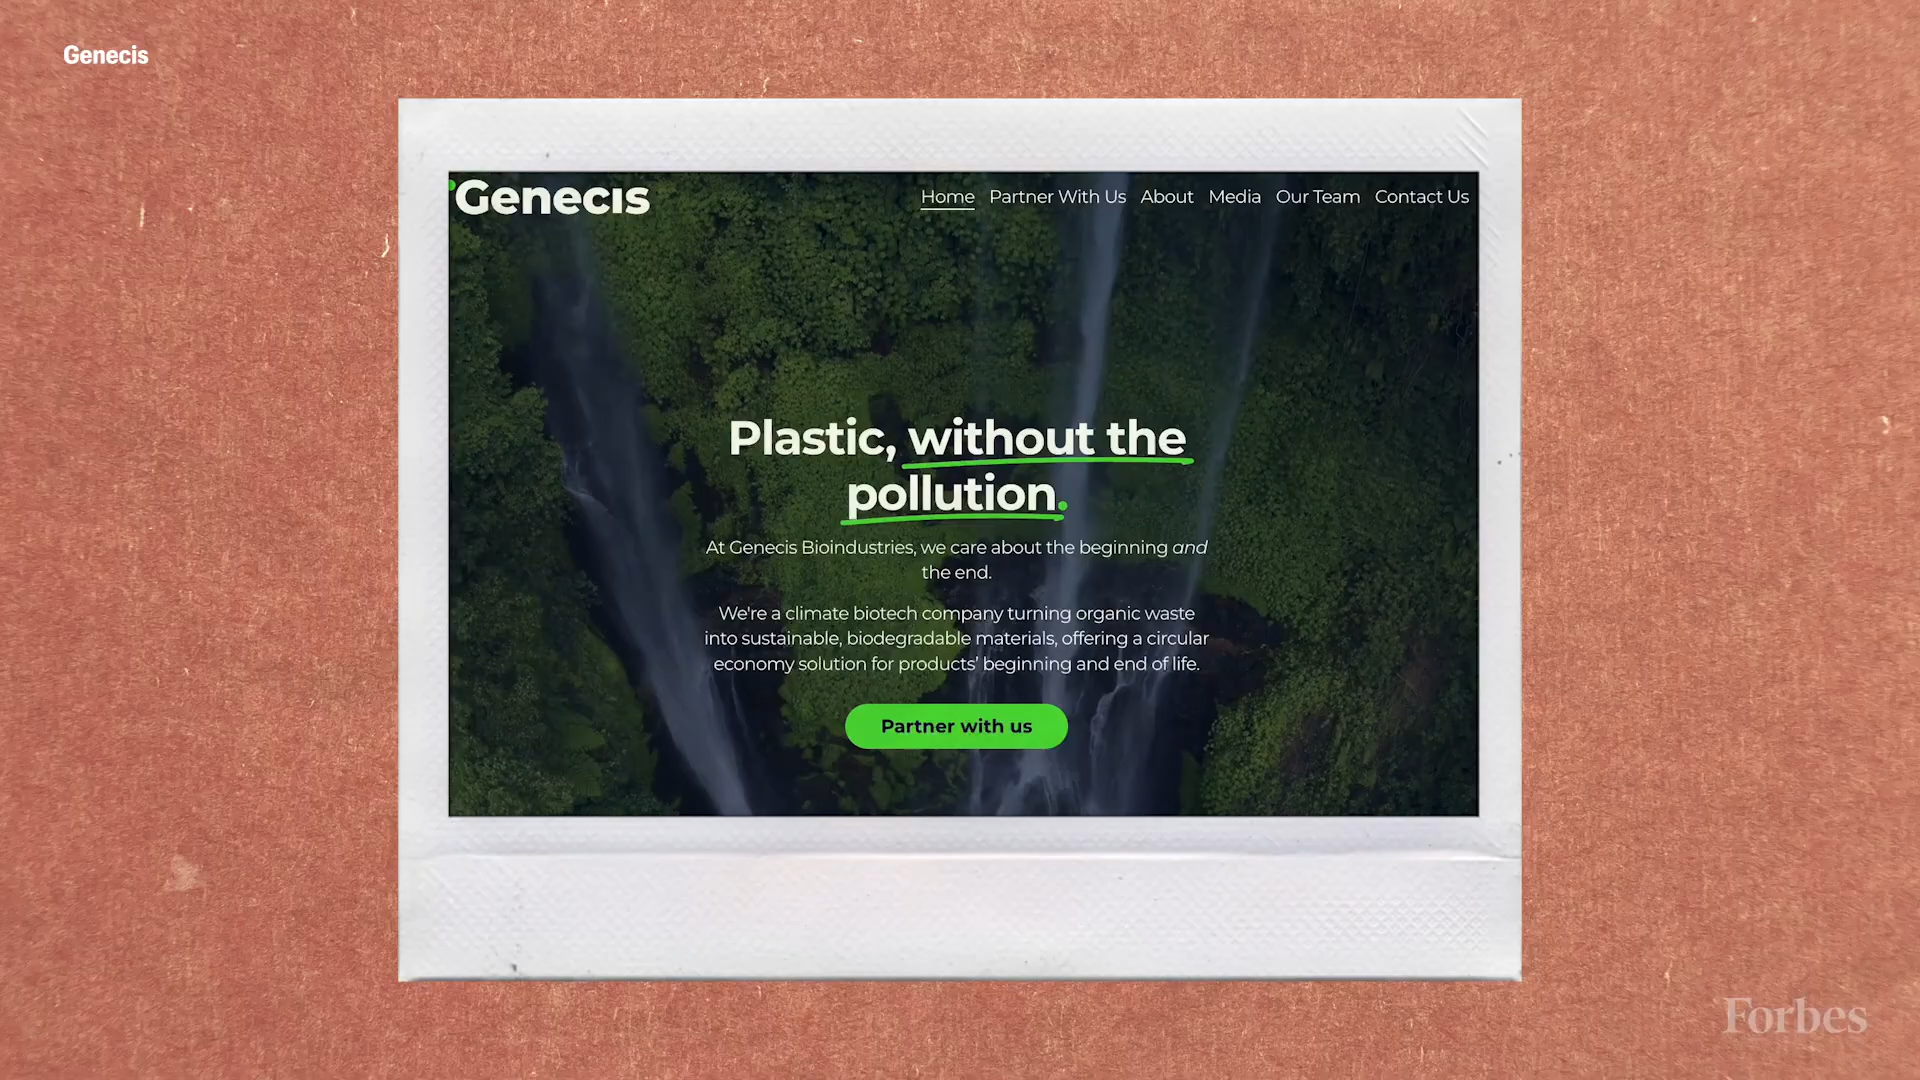 Genecis
Genecis
Home Partner With Us About Media Our Team Contact Us
Plastic, without the
pollution.
At Genecis Bioindustries, we care about the beginning and
the end.
We're a climate biotech company turning organic waste
into sustainable, biodegradable materials, offering a circular
economy solution for products' beginning and end of life.
Partner with us
Forbes